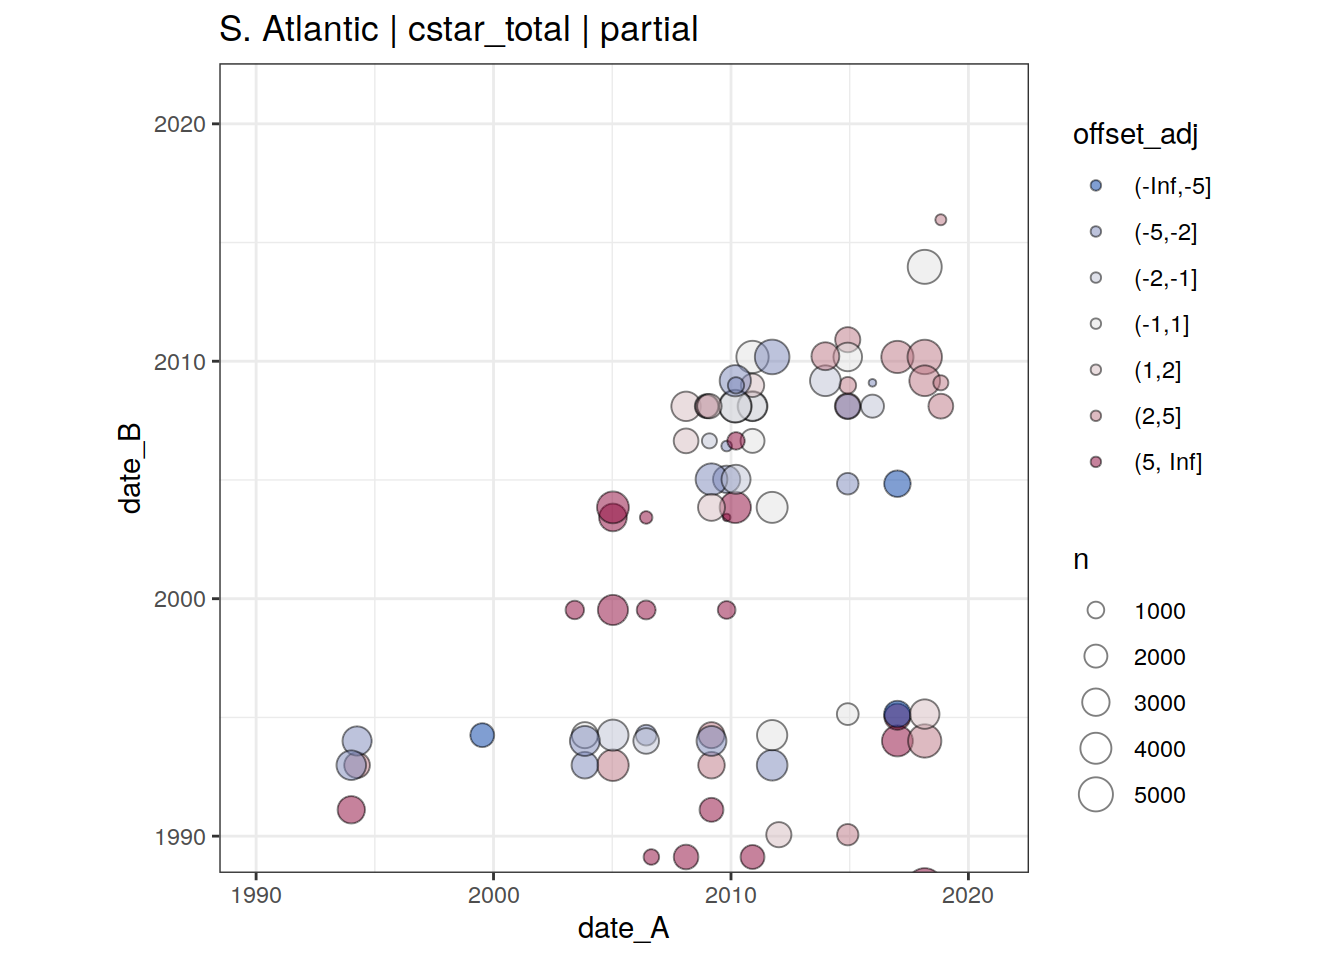 S. Atlantic | cstar_total | partial
date_B
2020
2010
2000
1990
1990
2000
2010
2020
date_A
offset_adj
(-Inf,-5]
(-5,-2]
(-2,-1]
(-1,1]
(1,2]
(2,5]
(5, Inf]
n
1000
2000
3000
4000
5000